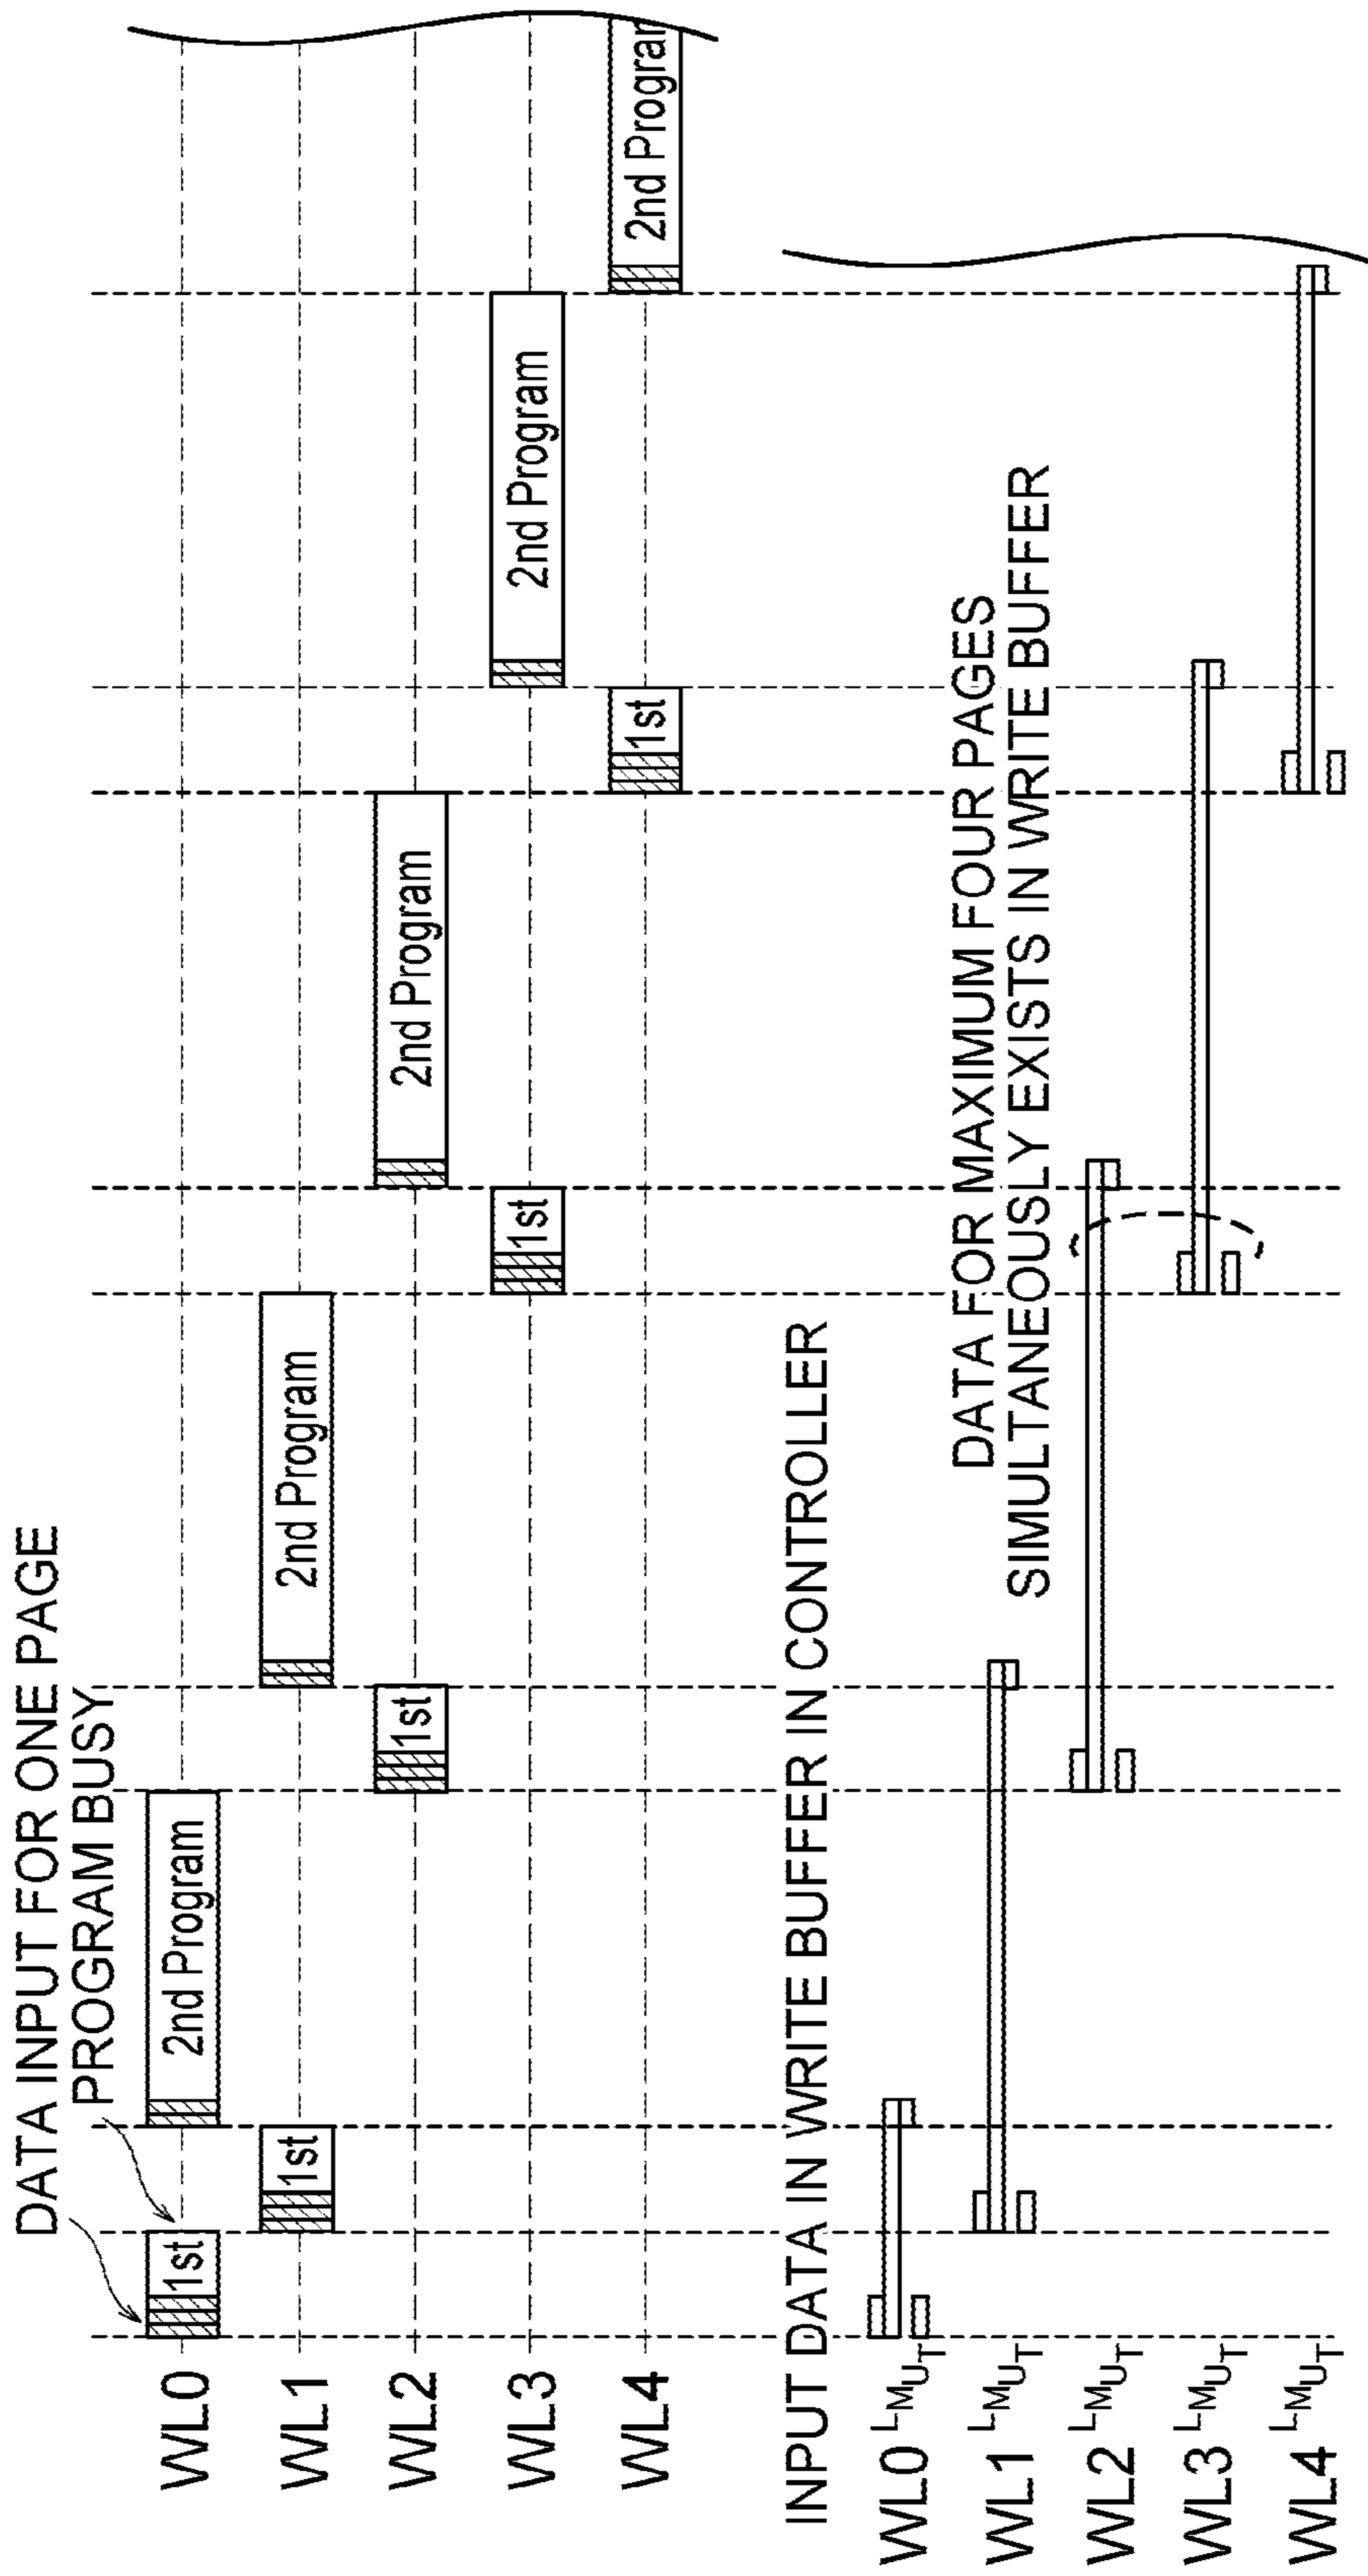 DATA INPUT FOR ONE PAGE
PROGRAM BUSY
WL0 1st 2nd Program
WL1 1st 2nd Program
WL2 1st 2nd Program
WL3 1st 2nd Program
WL4 1st 2nd Program
INPUT DATA IN WRITE BUFFER IN CONTROLLER
WL0 L M U T
WL1 L M U T
DATA FOR MAXIMUM FOUR PAGES
SIMULTANEOUSLY EXISTS IN WRITE BUFFER
WL2 L M U T
WL3 L M U T
WL4 L M U T